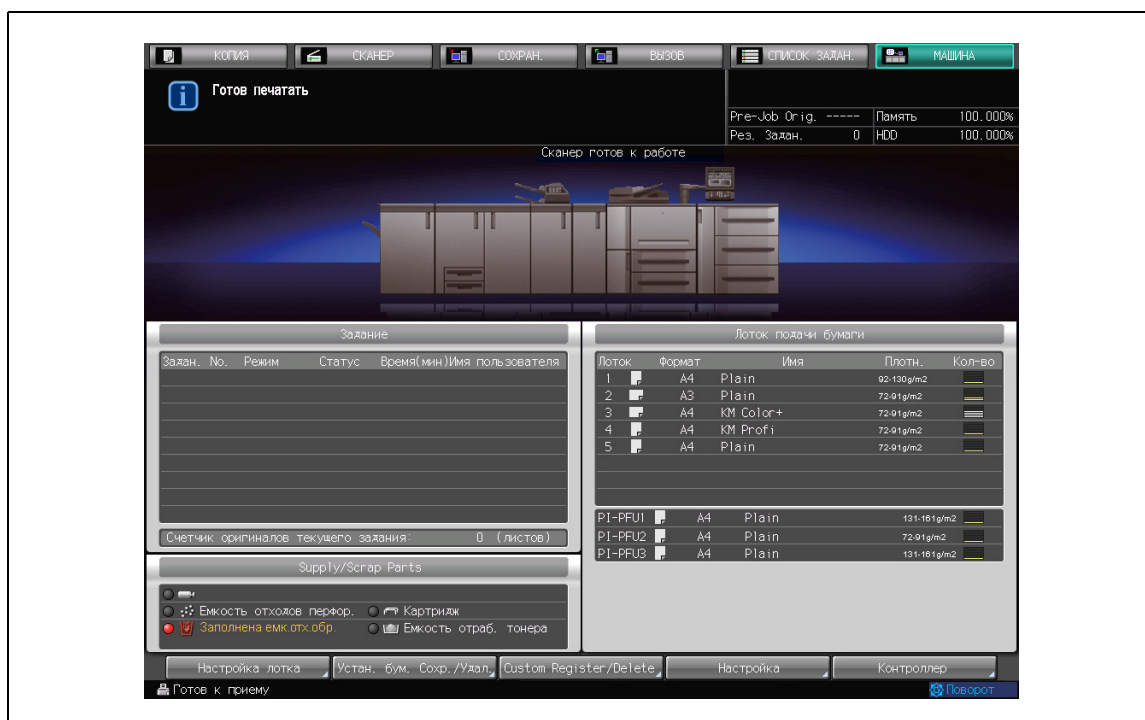 КОПИЯ СКАНЕР СОХРАН. ВЫЗОВ СПИСОК ЗАДАН. МАШИНА
Готов печатать
Pre-Job Orig. ----- Память 100.000%
Рез. Задан. 0 HDD 100.000%
Сканер готов к работе
Задание
Задан. No. Режим Статус Время(мин) Имя пользователя
Счетчик оригиналов текущего задания: 0 (листов)
Supply/Scrap Parts
Емкость отходов перфор. Картридж
Заполнена емк.отх.обр. Емкость отраб. тонера
Лоток подачи бумаги
Лоток Формат Имя Плотн. Кол-во
1 A4 Plain 92-130g/m2
2 A3 Plain 72-91g/m2
3 A4 KM Color+ 72-91g/m2
4 A4 KM Profi 72-91g/m2
5 A4 Plain 72-91g/m2
PI-PFU1 A4 Plain 131-161g/m2
PI-PFU2 A4 Plain 72-91g/m2
PI-PFU3 A4 Plain 131-161g/m2
Настройка лотка Устан. бум. Сохр./Удал. Custom Register/Delete Настройка Контроллер
Готов к приему Поворот